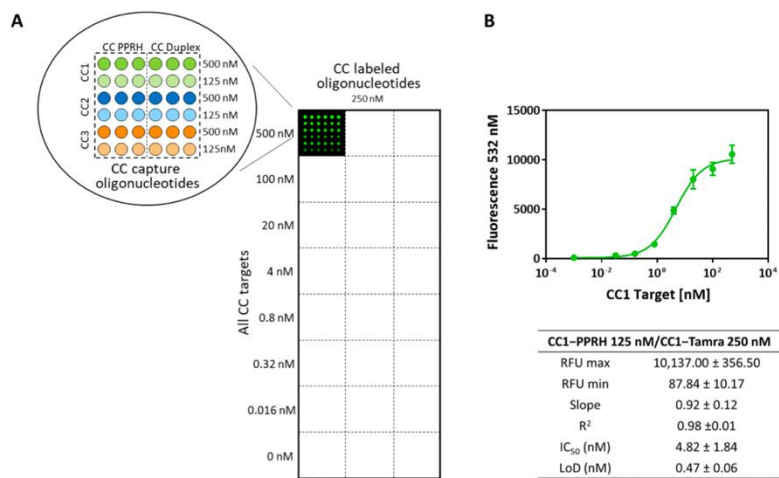 A
CC PPRH CC Duplex
CC1
500 nM
125 nM
CC2
500 nM
125 nM
CC3
500 nM
125nM
CC capture
oligonucleotides
CC labeled
oligonucleotides
250 nM
All CC targets
500 nM
100 nM
20 nM
4 nM
0.8 nM
0.32 nM
0.016 nM
0 nM
B
Fluorescence 532 nM
15000
10000
5000
0
10⁻⁴ 10⁻² 10⁰ 10² 10⁴
CC1 Target [nM]
CC1–PPRH 125 nM/CC1–Tamra 250 nM
RFU max 10,137.00 ± 356.50
RFU min 87.84 ± 10.17
Slope 0.92 ± 0.12
R² 0.98 ±0.01
IC₅₀ (nM) 4.82 ± 1.84
LoD (nM) 0.47 ± 0.06